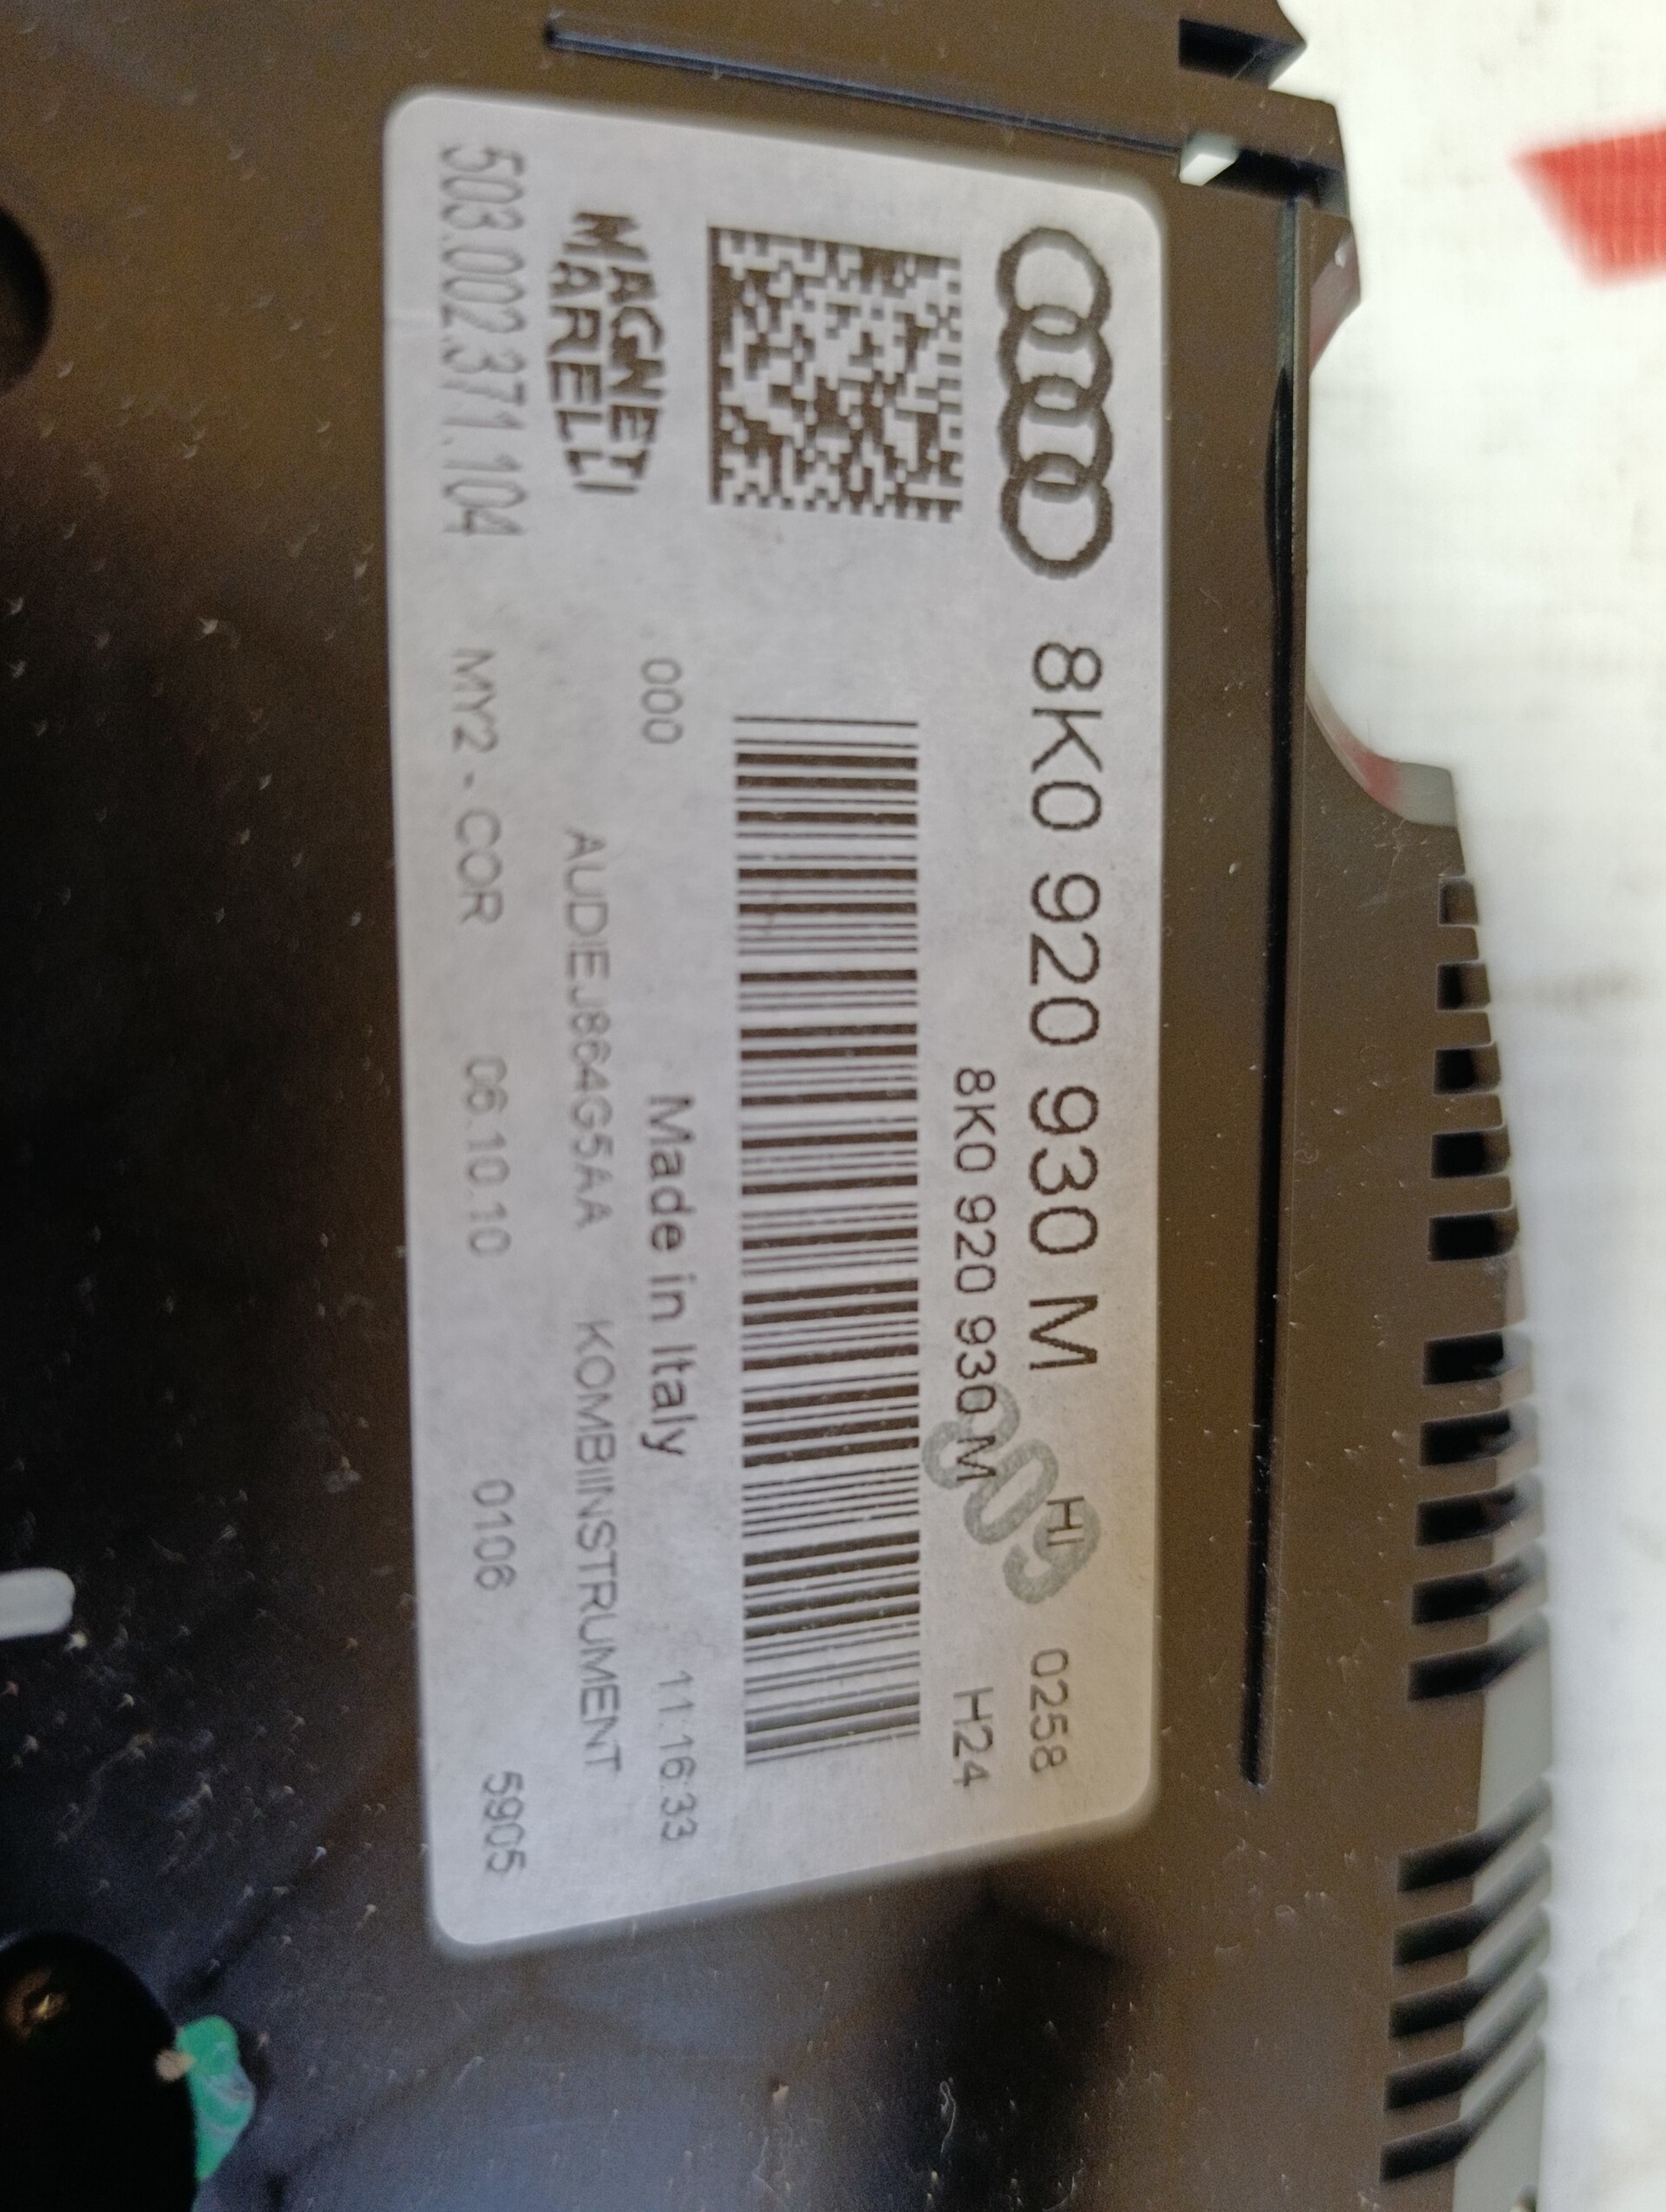 8K0 920 930 M HI 0258
8K0 920 930 M H24
809
000 Made in Italy 11:16:33
MAGNETI
MARELLI
AUDIEJ864G5AA KOMBIINSTRUMENT
503.002.371.104 MY2 - COR 06.10.10 0106 5905